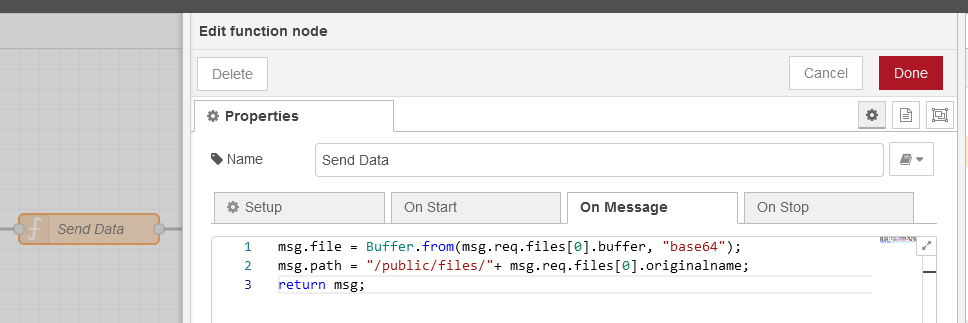 Edit function node
Delete
Cancel
Done
Properties
Name
Send Data
Setup
On Start
On Message
On Stop
Send Data
1 msg.file = Buffer.from(msg.req.files[0].buffer, "base64");
2 msg.path = "/public/files/"+ msg.req.files[0].originalname;
3 return msg;